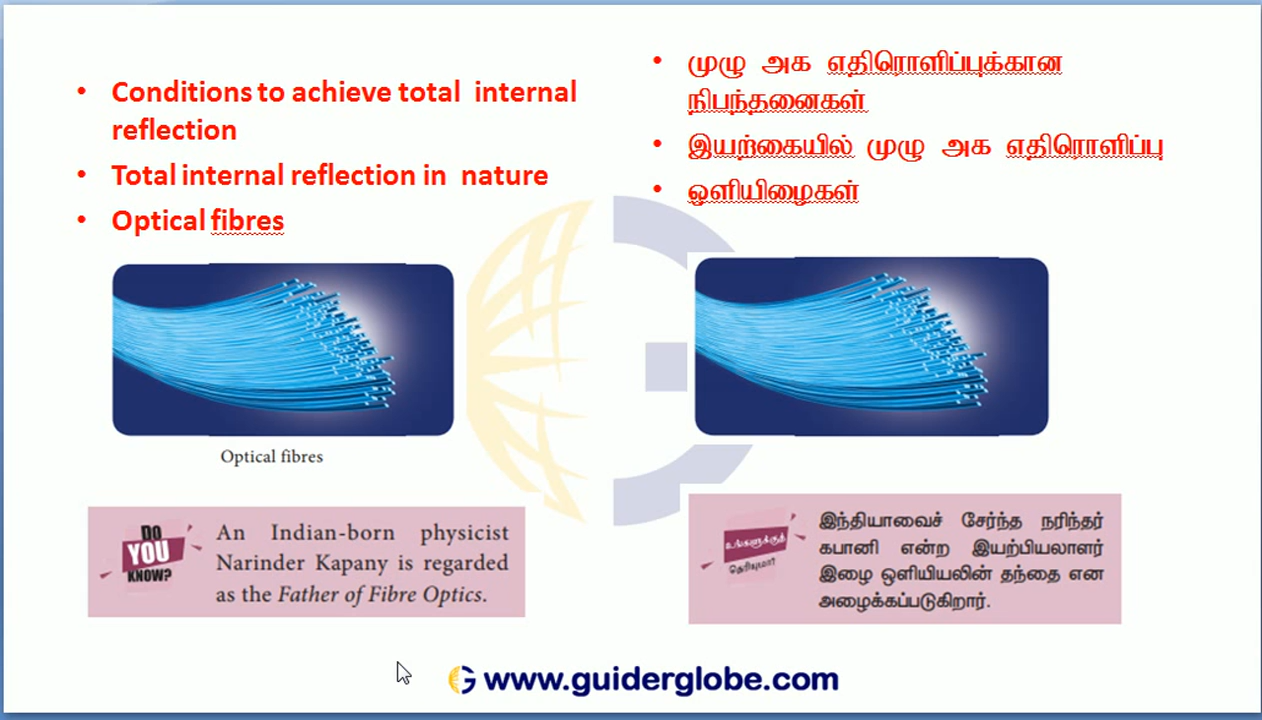 • Conditions to achieve total internal
reflection
• Total internal reflection in nature
• Optical fibres
Optical fibres
DO
YOU
KNOW?
An Indian-born physicist
Narinder Kapany is regarded
as the Father of Fibre Optics.
• முழு அக எதிரொளிப்புக்கான
நிபந்தனைகள்
• இயற்கையில் முழு அக எதிரொளிப்பு
• ஒளியிழைகள்
உங்களுக்குத்
தெரியுமா?
இந்தியாவைச் சேர்ந்த நரிந்தர்
கபானி என்ற இயற்பியலாளர்
இழை ஒளியியலின் தந்தை என
அழைக்கப்படுகிறார்.
www.guiderglobe.com